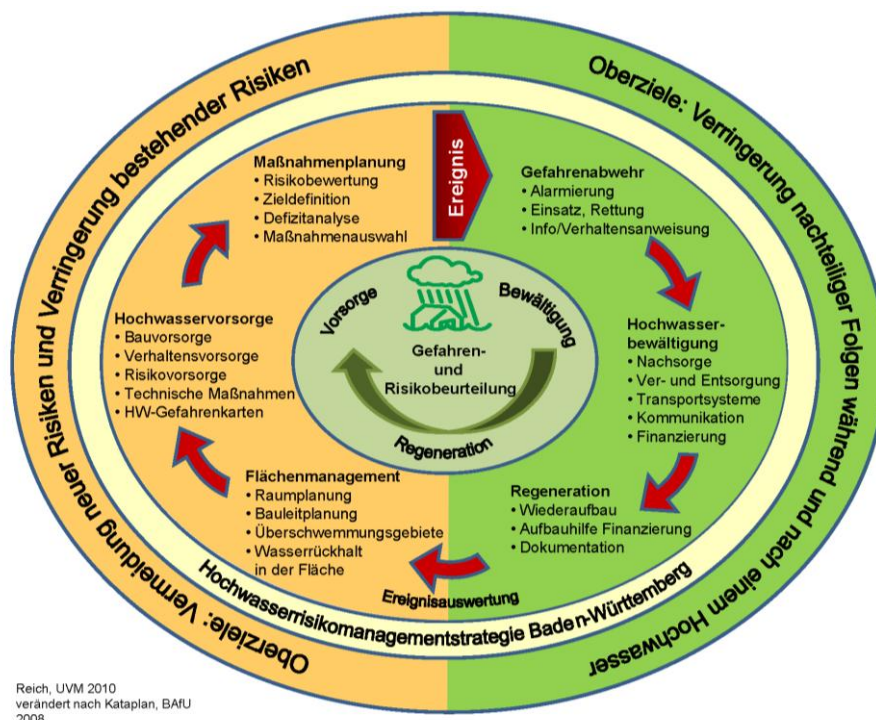 Oberziele: Vermeidung neuer Risiken und Verringerung bestehender Risiken
Oberziele: Verringerung nachteiliger Folgen während und nach einem Hochwasser
Hochwasserrisikomanagementstrategie Baden-Württemberg
Ereignis
Gefahrenabwehr
• Alarmierung
• Einsatz, Rettung
• Info/Verhaltensanweisung
Hochwasser-
bewältigung
• Nachsorge
• Ver- und Entsorgung
• Transportsysteme
• Kommunikation
• Finanzierung
Regeneration
• Wiederaufbau
• Aufbauhilfe Finanzierung
• Dokumentation
Ereignisauswertung
Flächenmanagement
• Raumplanung
• Bauleitplanung
• Überschwemmungsgebiete
• Wasserrückhalt
in der Fläche
Hochwasservorsorge
• Bauvorsorge
• Verhaltensvorsorge
• Risikovorsorge
• Technische Maßnahmen
• HW-Gefahrenkarten
Maßnahmenplanung
• Risikobewertung
• Zieldefinition
• Defizitanalyse
• Maßnahmenauswahl
Vorsorge
Bewältigung
Gefahren-
und
Risikobeurteilung
Regeneration
Reich, UVM 2010
verändert nach Kataplan, BAfU
2008